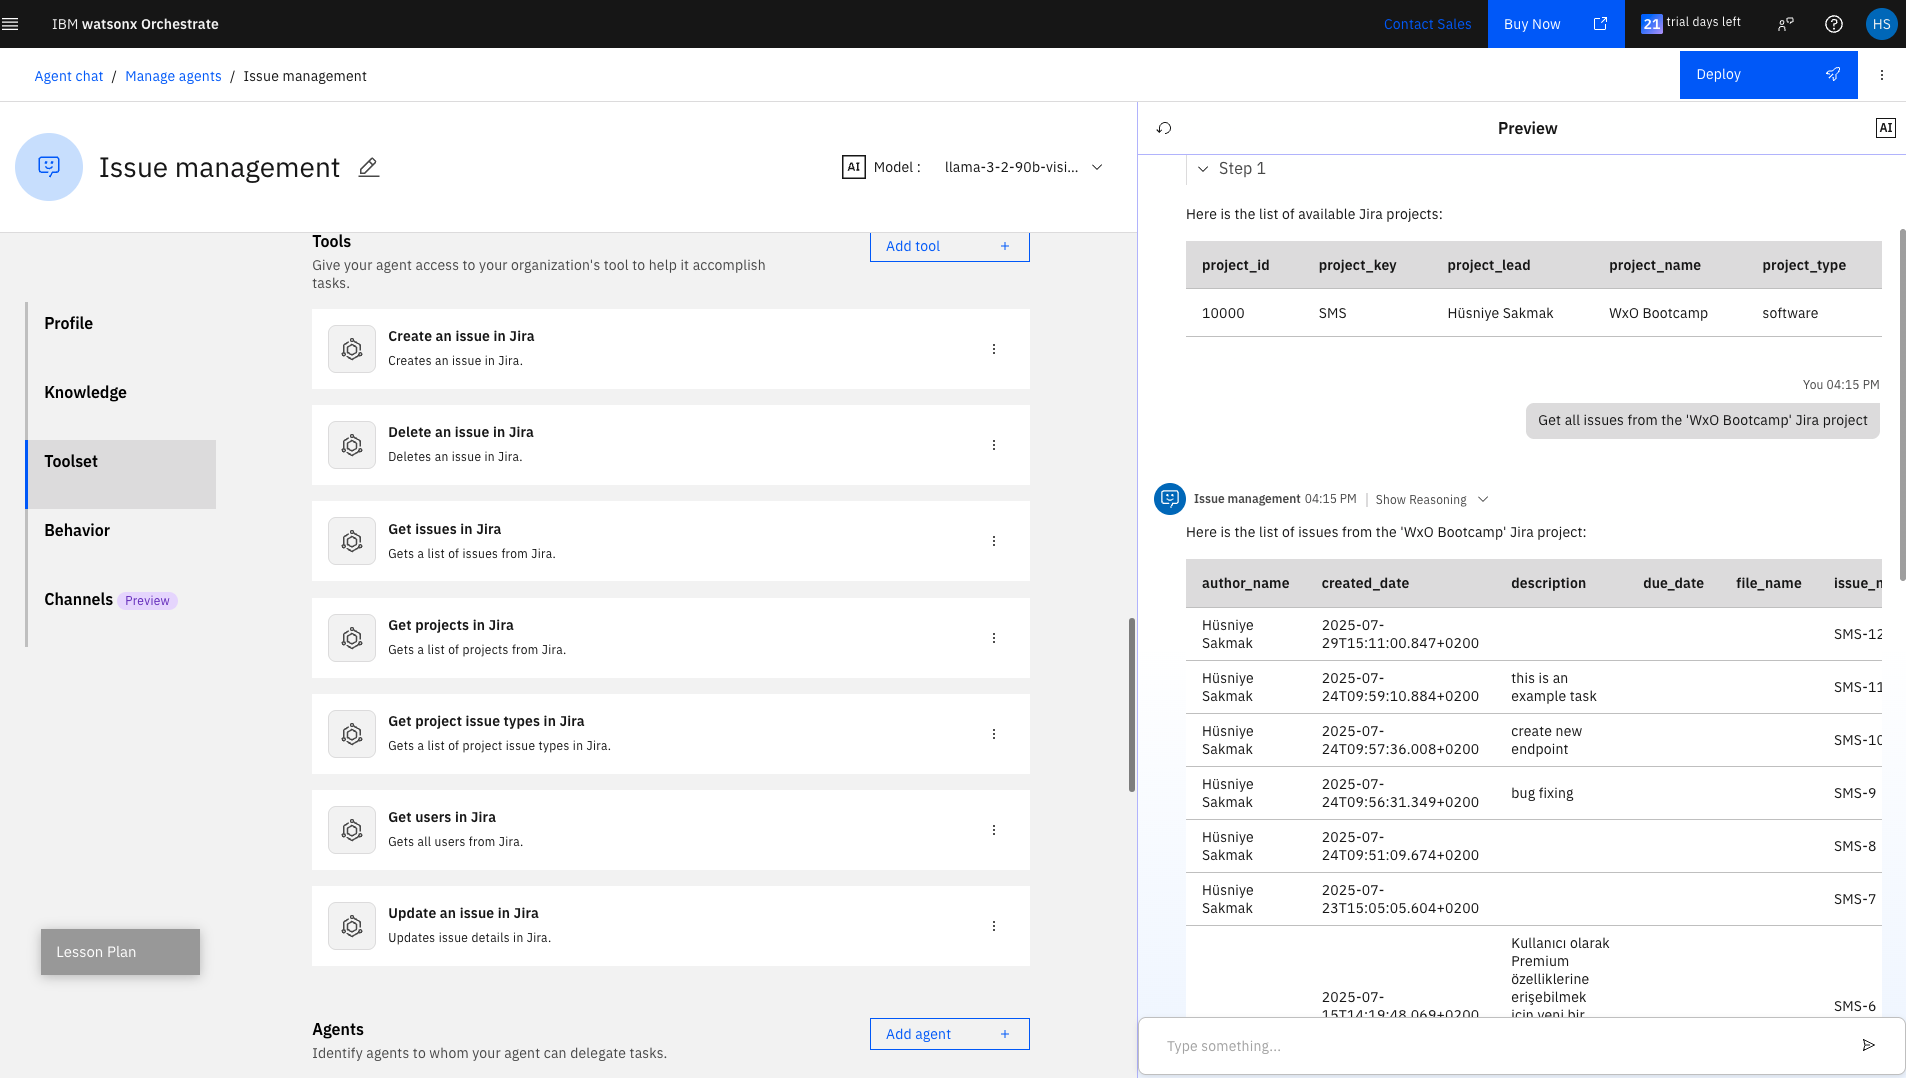 IBM watsonx Orchestrate
Contact Sales
Buy Now
21 trial days left
HS
Agent chat / Manage agents / Issue management
Deploy
Issue management
AI Model : llama-3-2-90b-visi...
Profile
Knowledge
Toolset
Behavior
Channels Preview
Lesson Plan
Tools
Add tool +
Give your agent access to your organization's tool to help it accomplish
tasks.
Create an issue in Jira
Creates an issue in Jira.
Delete an issue in Jira
Deletes an issue in Jira.
Get issues in Jira
Gets a list of issues from Jira.
Get projects in Jira
Gets a list of projects from Jira.
Get project issue types in Jira
Gets a list of project issue types in Jira.
Get users in Jira
Gets all users from Jira.
Update an issue in Jira
Updates issue details in Jira.
Agents
Add agent +
Identify agents to whom your agent can delegate tasks.
Preview
AI
Step 1
Here is the list of available Jira projects:
project_id project_key project_lead project_name project_type
10000 SMS Hüsniye Sakmak WxO Bootcamp software
You 04:15 PM
Get all issues from the 'WxO Bootcamp' Jira project
Issue management 04:15 PM | Show Reasoning
Here is the list of issues from the 'WxO Bootcamp' Jira project:
author_name created_date description due_date file_name issue_n
Hüsniye 2025-07-
Sakmak 29T15:11:00.847+0200 SMS-12
Hüsniye 2025-07- this is an
Sakmak 24T09:59:10.884+0200 example task SMS-11
Hüsniye 2025-07- create new
Sakmak 24T09:57:36.008+0200 endpoint SMS-10
Hüsniye 2025-07-
Sakmak 24T09:56:31.349+0200 bug fixing SMS-9
Hüsniye 2025-07-
Sakmak 24T09:51:09.674+0200 SMS-8
Hüsniye 2025-07-
Sakmak 23T15:05:05.604+0200 SMS-7
Kullanıcı olarak
Premium
özelliklerine
2025-07- erişebilmek
15T14:19:48.069+0200 için yeni bir SMS-6
Type something...